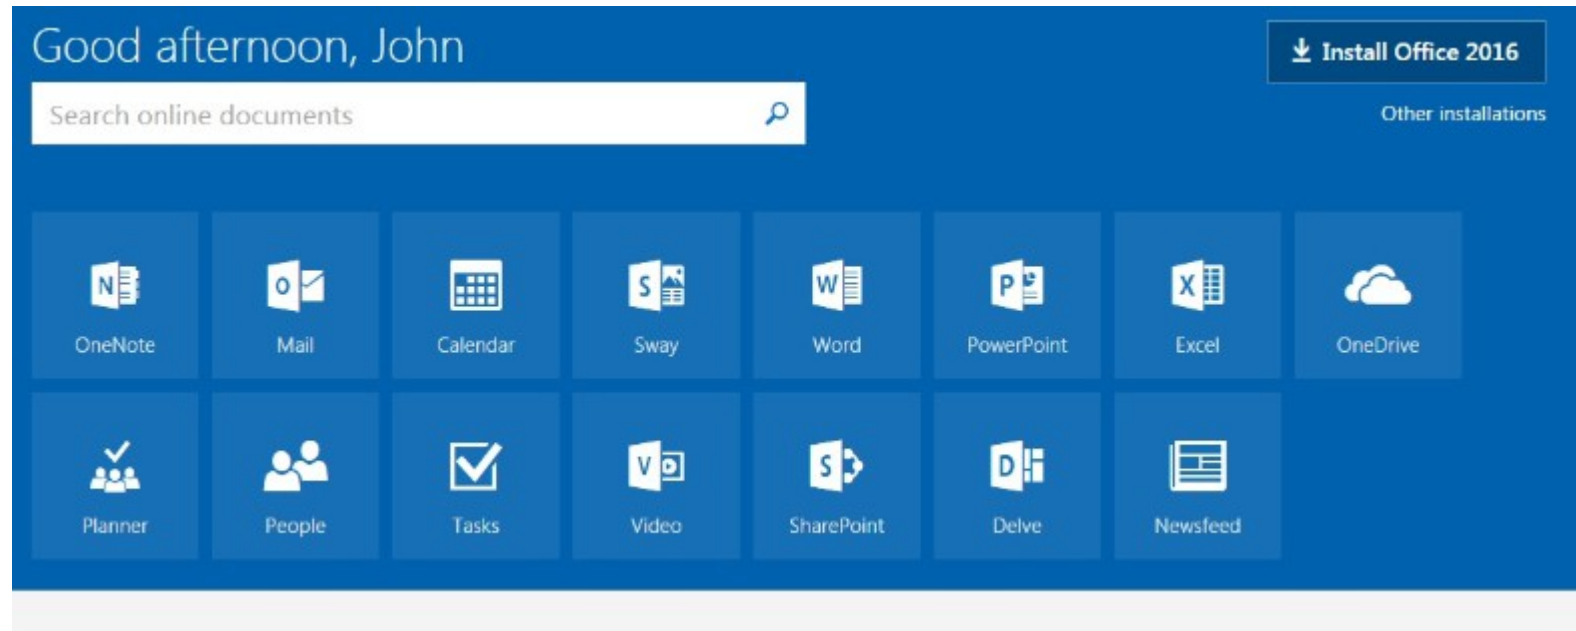 Good afternoon, John
Install Office 2016
Search online documents
Other installations
N
O
S
W
P
X
OneNote
Mail
Calendar
Sway
Word
PowerPoint
Excel
OneDrive
V
S
D
Planner
People
Tasks
Video
SharePoint
Delve
Newsfeed